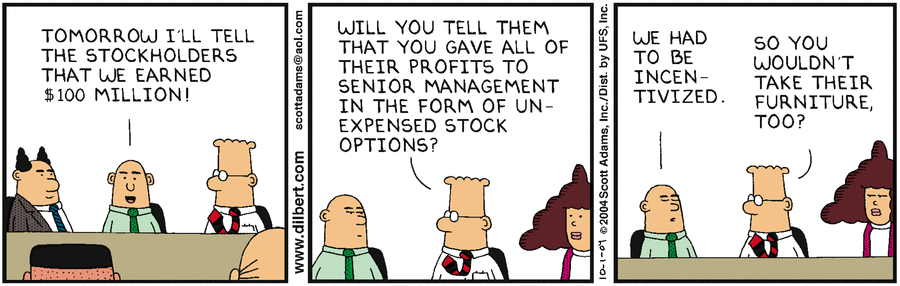 TOMORROW I'LL TELL
THE STOCKHOLDERS
THAT WE EARNED
$100 MILLION!
www.dilbert.com
scottadams@aol.com
WILL YOU TELL THEM
THAT YOU GAVE ALL OF
THEIR PROFITS TO
SENIOR MANAGEMENT
IN THE FORM OF UN-
EXPENSED STOCK
OPTIONS?
10-1-04 © 2004 Scott Adams, Inc./Dist. by UFS, Inc.
WE HAD
TO BE
INCEN-
TIVIZED.
SO YOU
WOULDN'T
TAKE THEIR
FURNITURE,
TOO?